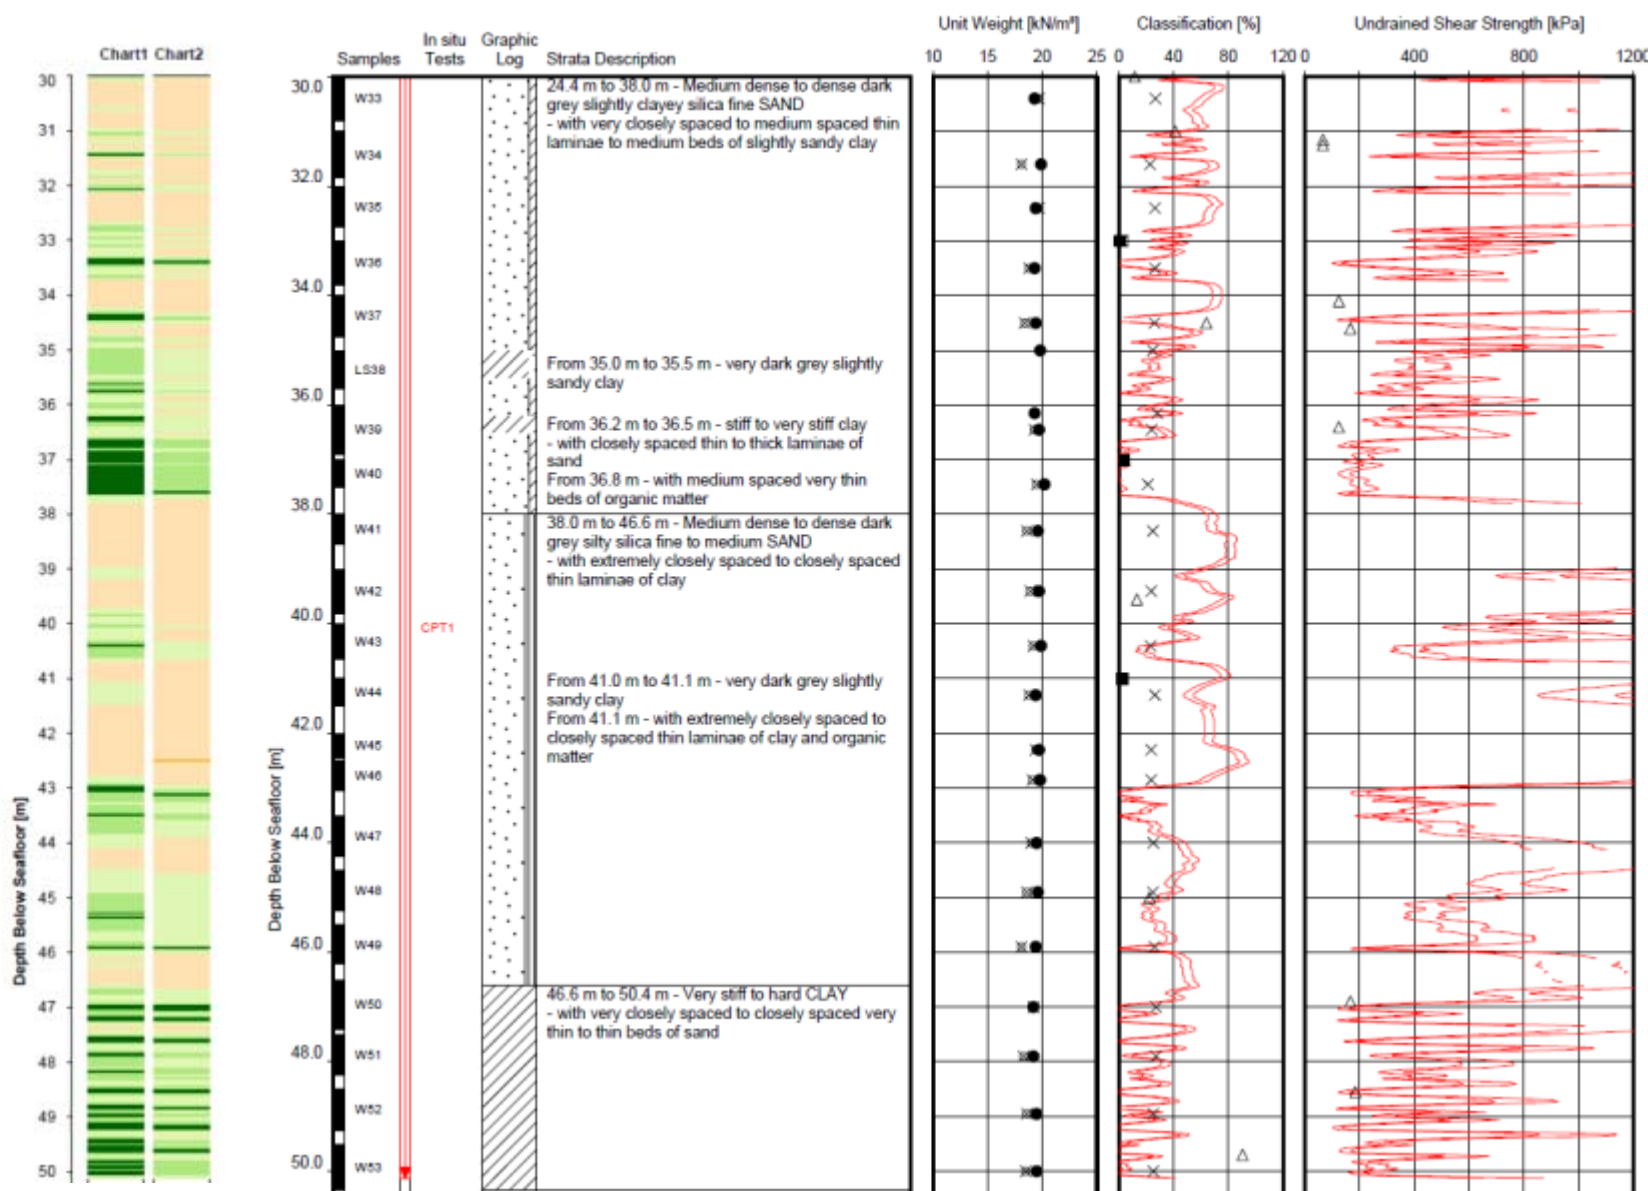 Unit Weight [kN/m³] Classification [%] Undrained Shear Strength [kPa]
Chart1 Chart2 Samples In situ Tests Graphic Log Strata Description
10 15 20 25 0 40 80 120 0 400 800 1200
Depth Below Seafloor [m]
30
31
32
33
34
35
36
37
38
39
40
41
42
43
44
45
46
47
48
49
50
Depth Below Seafloor [m]
30.0
32.0
34.0
36.0
38.0
40.0
42.0
44.0
46.0
48.0
50.0
W33
W34
W35
W36
W37
LS38
W39
W40
W41
W42
W43
W44
W45
W46
W47
W48
W49
W50
W51
W52
W53
CPT1
24.4 m to 38.0 m - Medium dense to dense dark
grey slightly clayey silica fine SAND
- with very closely spaced to medium spaced thin
laminae to medium beds of slightly sandy clay
From 35.0 m to 35.5 m - very dark grey slightly
sandy clay
From 36.2 m to 36.5 m - stiff to very stiff clay
- with closely spaced thin to thick laminae of
sand
From 36.8 m - with medium spaced very thin
beds of organic matter
38.0 m to 46.6 m - Medium dense to dense dark
grey silty silica fine to medium SAND
- with extremely closely spaced to closely spaced
thin laminae of clay
From 41.0 m to 41.1 m - very dark grey slightly
sandy clay
From 41.1 m - with extremely closely spaced to
closely spaced thin laminae of clay and organic
matter
46.6 m to 50.4 m - Very stiff to hard CLAY
- with very closely spaced to closely spaced very
thin to thin beds of sand